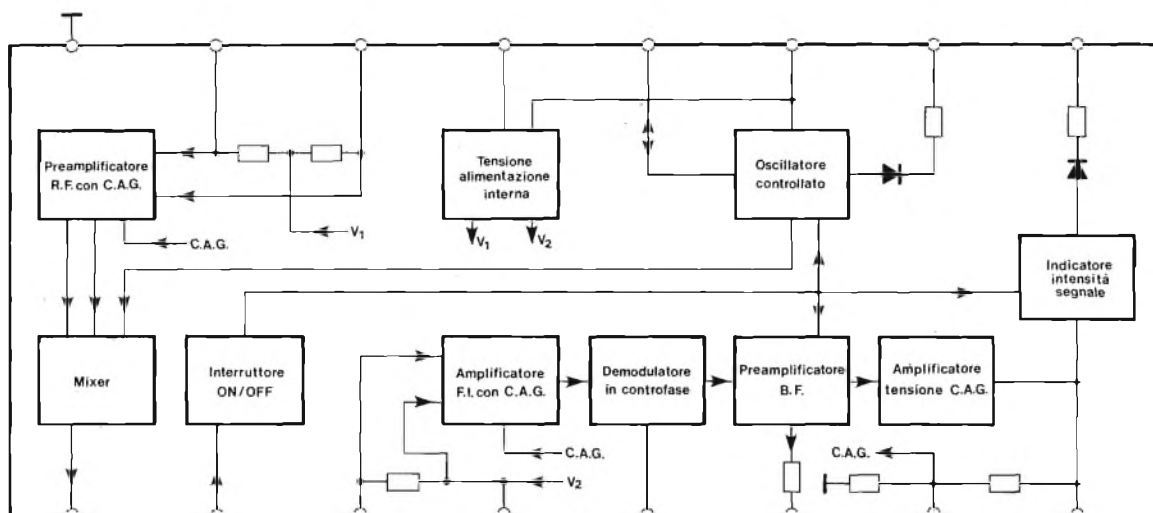 Preamplificatore
R.F. con C.A.G.
C.A.G.
V1
Tensione
alimentazione
interna
V1
V2
Oscillatore
controllato
Indicatore
intensitá
segnale
Mixer
Interruttore
ON/OFF
Amplificatore
F.I. con C.A.G.
Demodulatore
in controfase
Preamplificatore
B.F.
Amplificatore
tensione C.A.G.
C.A.G.
V2
C.A.G.